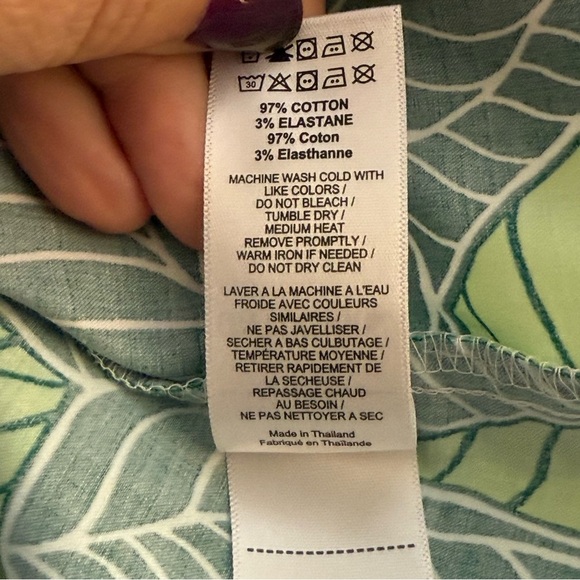 30
97% COTTON
3% ELASTANE
97% Coton
3% Elasthanne
MACHINE WASH COLD WITH
LIKE COLORS /
DO NOT BLEACH /
TUMBLE DRY /
MEDIUM HEAT
REMOVE PROMPTLY /
WARM IRON IF NEEDED /
DO NOT DRY CLEAN
LAVER A LA MACHINE A L'EAU
FROIDE AVEC COULEURS
SIMILAIRES /
NE PAS JAVELLISER /
SECHER A BAS CULBUTAGE /
TEMPÉRATURE MOYENNE /
RETIRER RAPIDEMENT DE
LA SECHEUSE /
REPASSAGE CHAUD
AU BESOIN /
NE PAS NETTOYER A SEC
Made in Thailand
Fabriqué en Thaïlande